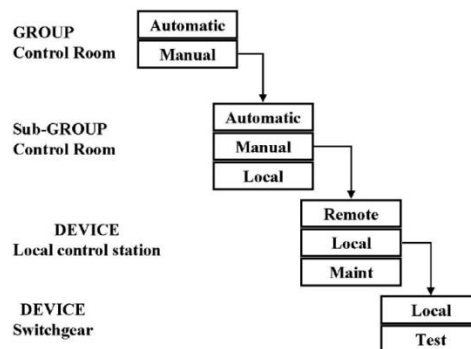 GROUP
Control Room
Automatic
Manual
Sub-GROUP
Control Room
Automatic
Manual
Local
DEVICE
Local control station
Remote
Local
Maint
DEVICE
Switchgear
Local
Test